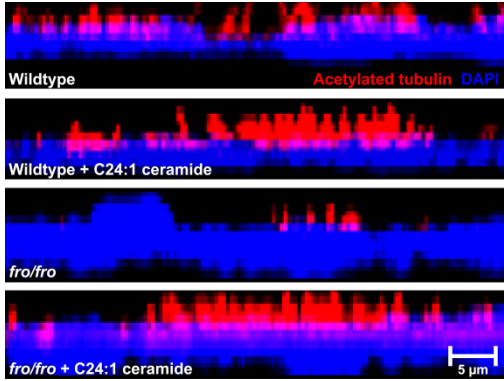 Wildtype
Acetylated tubulin DAPI
Wildtype + C24:1 ceramide
fro/fro
fro/fro + C24:1 ceramide
5 μm